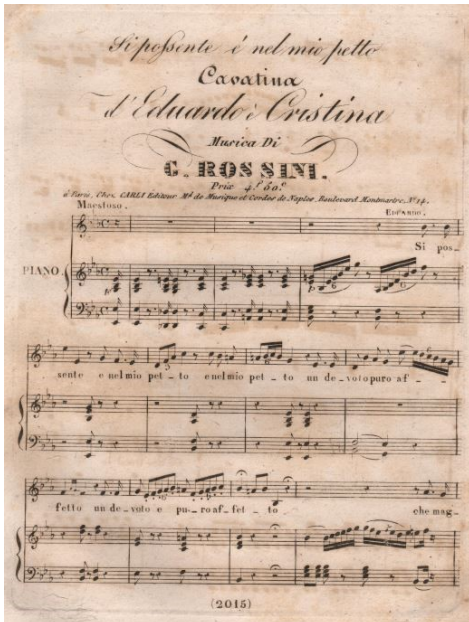 Si possente é nel mio petto
Cavatina
d'Eduardo è Cristina
Musica Di
G. ROSSINI.
Prix 4f 50c
à Paris, Chez CARLI Editeur Md de Musique et Cordes de Naples, Boulevard Montmartre, No 14.
Maestoso.
EDUARDO.
Si pos-
PIANO.
sente e nel mio pet-to e nel mio pet-to un de-voto puro af-
fetto un de-voto e pu-ro af-fet-to che mag-
(2015)